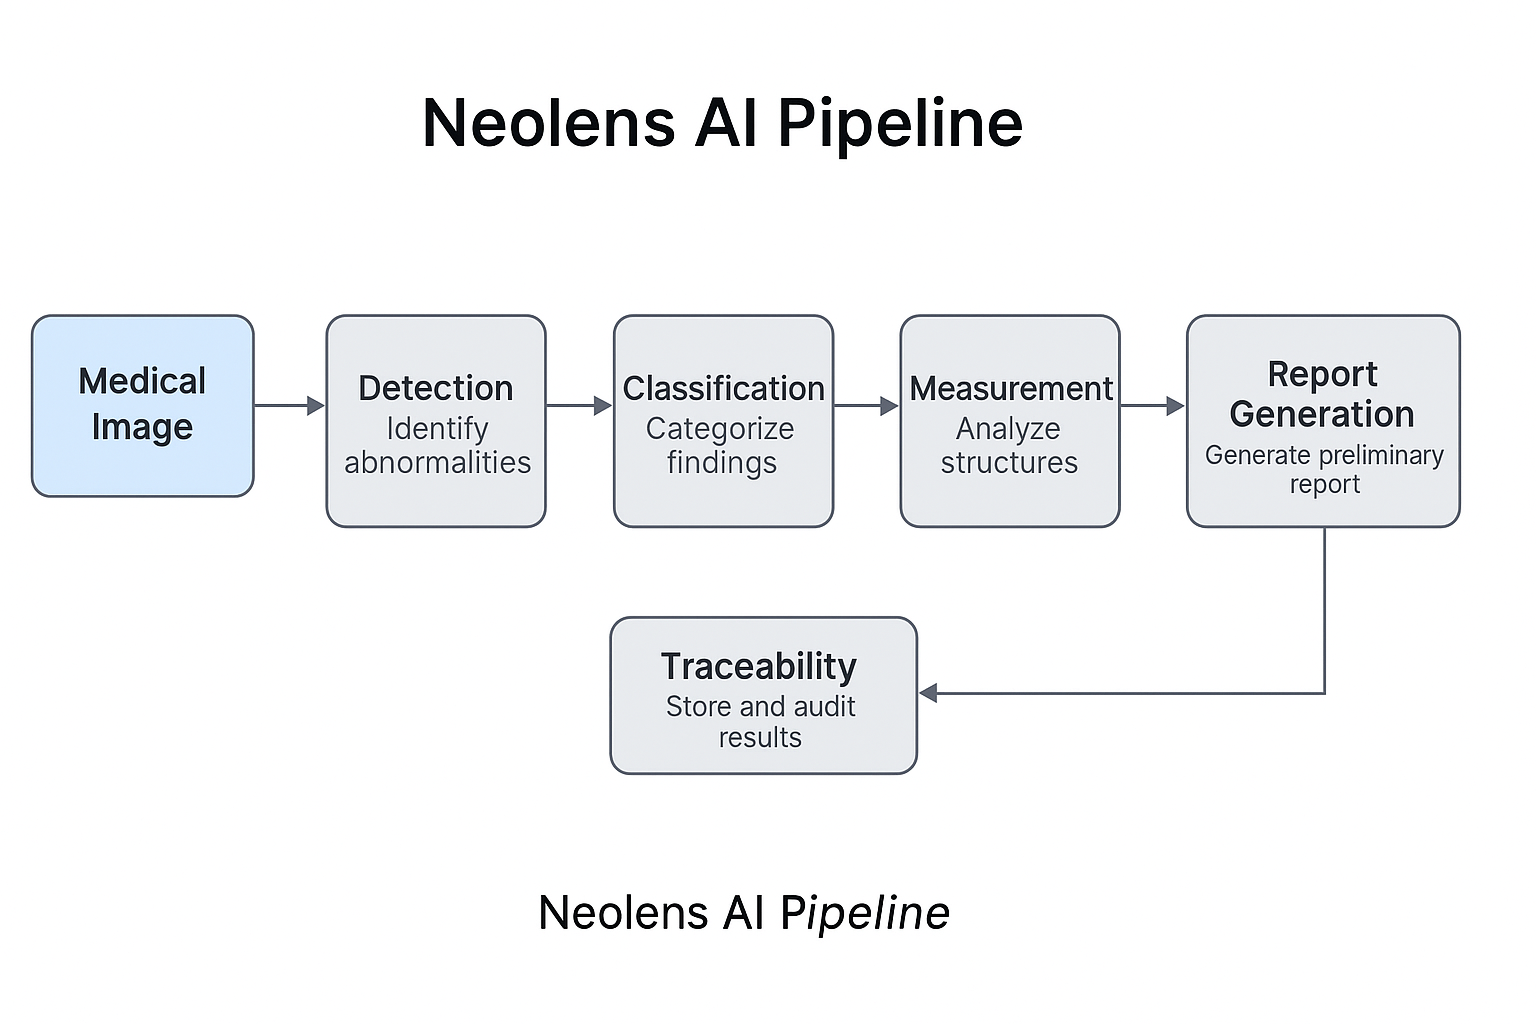 Neolens AI Pipeline
Medical
Image
Detection
Identify
abnormalities
Classification
Categorize
findings
Measurement
Analyze
structures
Report
Generation
Generate preliminary
report
Traceability
Store and audit
results
Neolens AI Pipeline